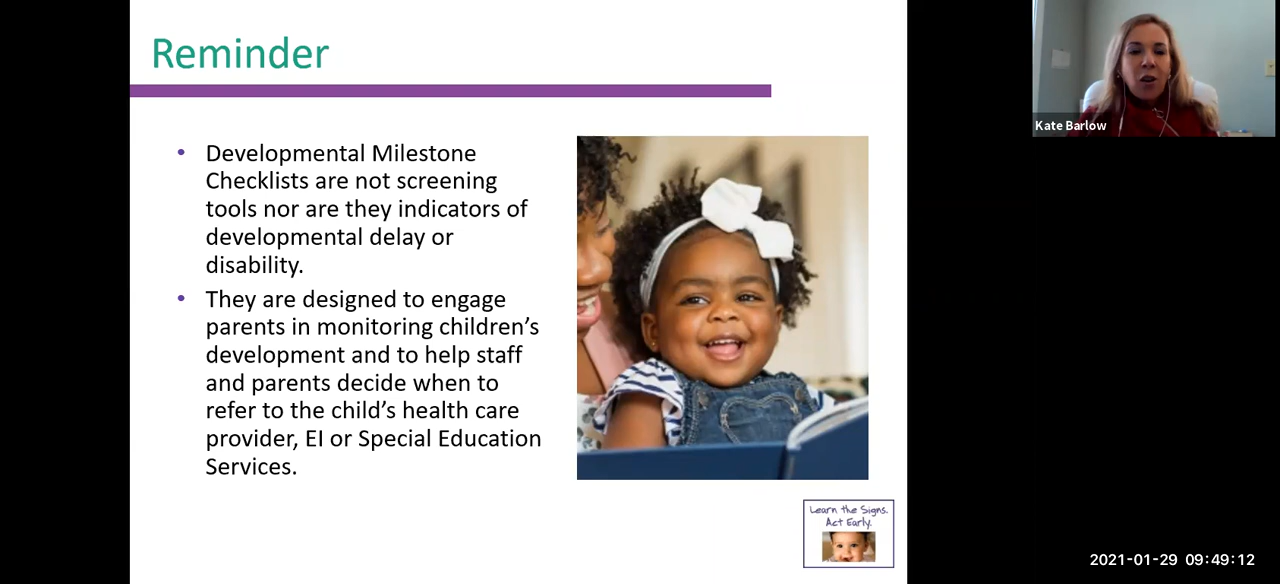 Reminder
Developmental Milestone
Checklists are not screening
tools nor are they indicators of
developmental delay or
disability.
They are designed to engage
parents in monitoring children’s
development and to help staff
and parents decide when to
refer to the child’s health care
provider, EI or Special Education
Services.
Learn the Signs.
Act Early.
Kate Barlow
2021-01-29 09:49:12